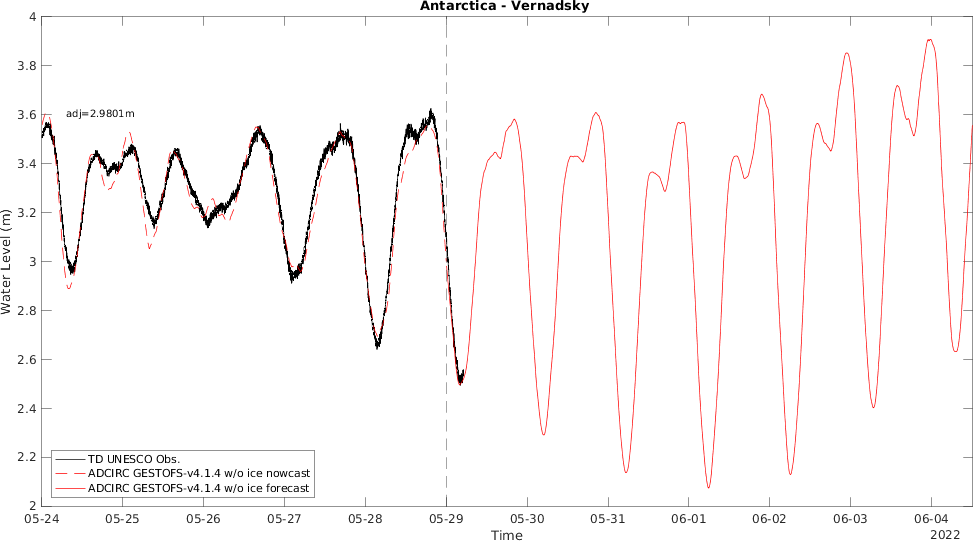 Antarctica - Vernadsky
4
3.8
3.6
3.4
3.2
3
2.8
2.6
2.4
2.2
2
Water Level (m)
adj=2.9801m
TD UNESCO Obs.
ADCIRC GESTOFS-v4.1.4 w/o ice nowcast
ADCIRC GESTOFS-v4.1.4 w/o ice forecast
05-24 05-25 05-26 05-27 05-28 05-29 05-30 05-31 06-01 06-02 06-03 06-04
Time
2022